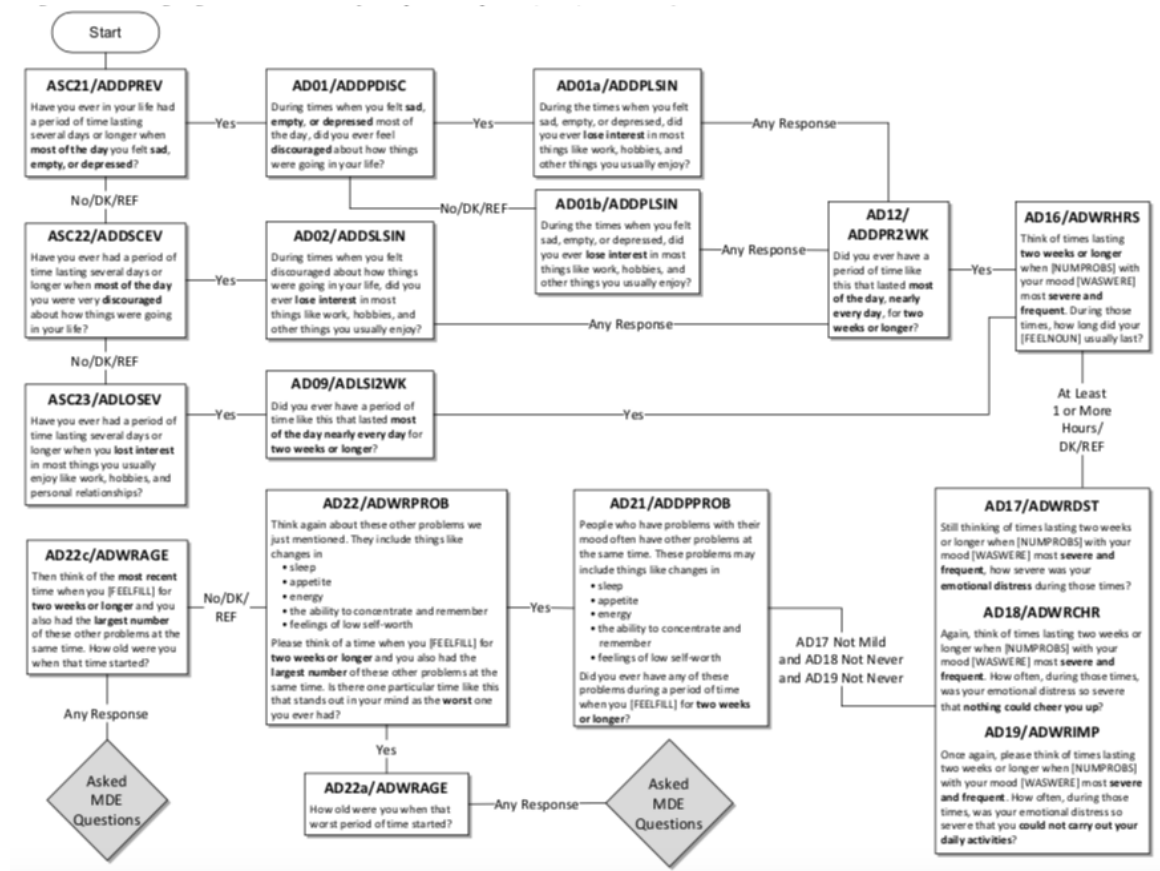 Start
ASC21/ADDPREV
Have you ever in your life had
a period of time lasting
several days or longer when
most of the day you felt sad,
empty, or depressed?
Yes
AD01/ADDPDISC
During times when you felt sad,
empty, or depressed most of
the day, did you ever feel
discouraged about how things
were going in your life?
Yes
AD01a/ADDPLSIN
During the times when you felt
sad, empty, or depressed, did
you ever lose interest in most
things like work, hobbies, and
other things you usually enjoy?
Any Response
No/DK/REF
No/DK/REF
AD01b/ADDPLSIN
During the times when you felt
sad, empty, or depressed, did
you ever lose interest in most
things like work, hobbies, and
other things you usually enjoy?
Any Response
ASC22/ADDSCEV
Have you ever had a period of
time lasting several days or
longer when most of the day
you were very discouraged
about how things were going
in your life?
Yes
AD02/ADDSLSIN
During times when you felt
discouraged about how things
were going in your life, did you
ever lose interest in most
things like work, hobbies, and
other things you usually enjoy?
Any Response
AD12/
ADDPR2WK
Did you ever have a
period of time like
this that lasted most
of the day, nearly
every day, for two
weeks or longer?
Yes
AD16/ADWRHRS
Think of times lasting
two weeks or longer
when [NUMPROBS] with
your mood [WASWERE]
most severe and
frequent. During those
times, how long did your
[FEELNOUN] usually last?
No/DK/REF
ASC23/ADLOSEV
Have you ever had a period of
time lasting several days or
longer when you lost interest
in most things you usually
enjoy like work, hobbies, and
personal relationships?
Yes
AD09/ADLSI2WK
Did you ever have a period of
time like this that lasted most
of the day nearly every day for
two weeks or longer?
Yes
At Least
1 or More
Hours/
DK/REF
AD17/ADWRDST
Still thinking of times lasting two weeks
or longer when [NUMPROBS] with your
mood [WASWERE] most severe and
frequent, how severe was your
emotional distress during those times?
AD18/ADWRCHR
Again, think of times lasting two weeks or
longer when [NUMPROBS] with your
mood [WASWERE] most severe and
frequent. How often, during those times,
was your emotional distress so severe
that nothing could cheer you up?
AD19/ADWRIMP
Once again, please think of times lasting
two weeks or longer when [NUMPROBS]
with your mood [WASWERE] most severe
and frequent. How often, during those
times, was your emotional distress so
severe that you could not carry out your
daily activities?
AD17 Not Mild
and AD18 Not Never
and AD19 Not Never
AD21/ADDPPROB
People who have problems with their
mood often have other problems at
the same time. These problems may
include things like changes in
• sleep
• appetite
• energy
• the ability to concentrate and
remember
• feelings of low self-worth
Did you ever have any of these
problems during a period of time
when you [FEELFILL] for two weeks
or longer?
Yes
AD22/ADWRPROB
Think again about these other problems we
just mentioned. They include things like
changes in
• sleep
• appetite
• energy
• the ability to concentrate and remember
• feelings of low self-worth
Please think of a time when you [FEELFILL] for
two weeks or longer and you also had the
largest number of these other problems at the
same time. Is there one particular time like this
that stands out in your mind as the worst one
you ever had?
No/DK/
REF
AD22c/ADWRAGE
Then think of the most recent
time when you [FEELFILL] for
two weeks or longer and you
also had the largest number
of these other problems at the
same time. How old were you
when that time started?
Any Response
Asked
MDE
Questions
Yes
AD22a/ADWRAGE
How old were you when that
worst period of time started?
Any Response
Asked
MDE
Questions